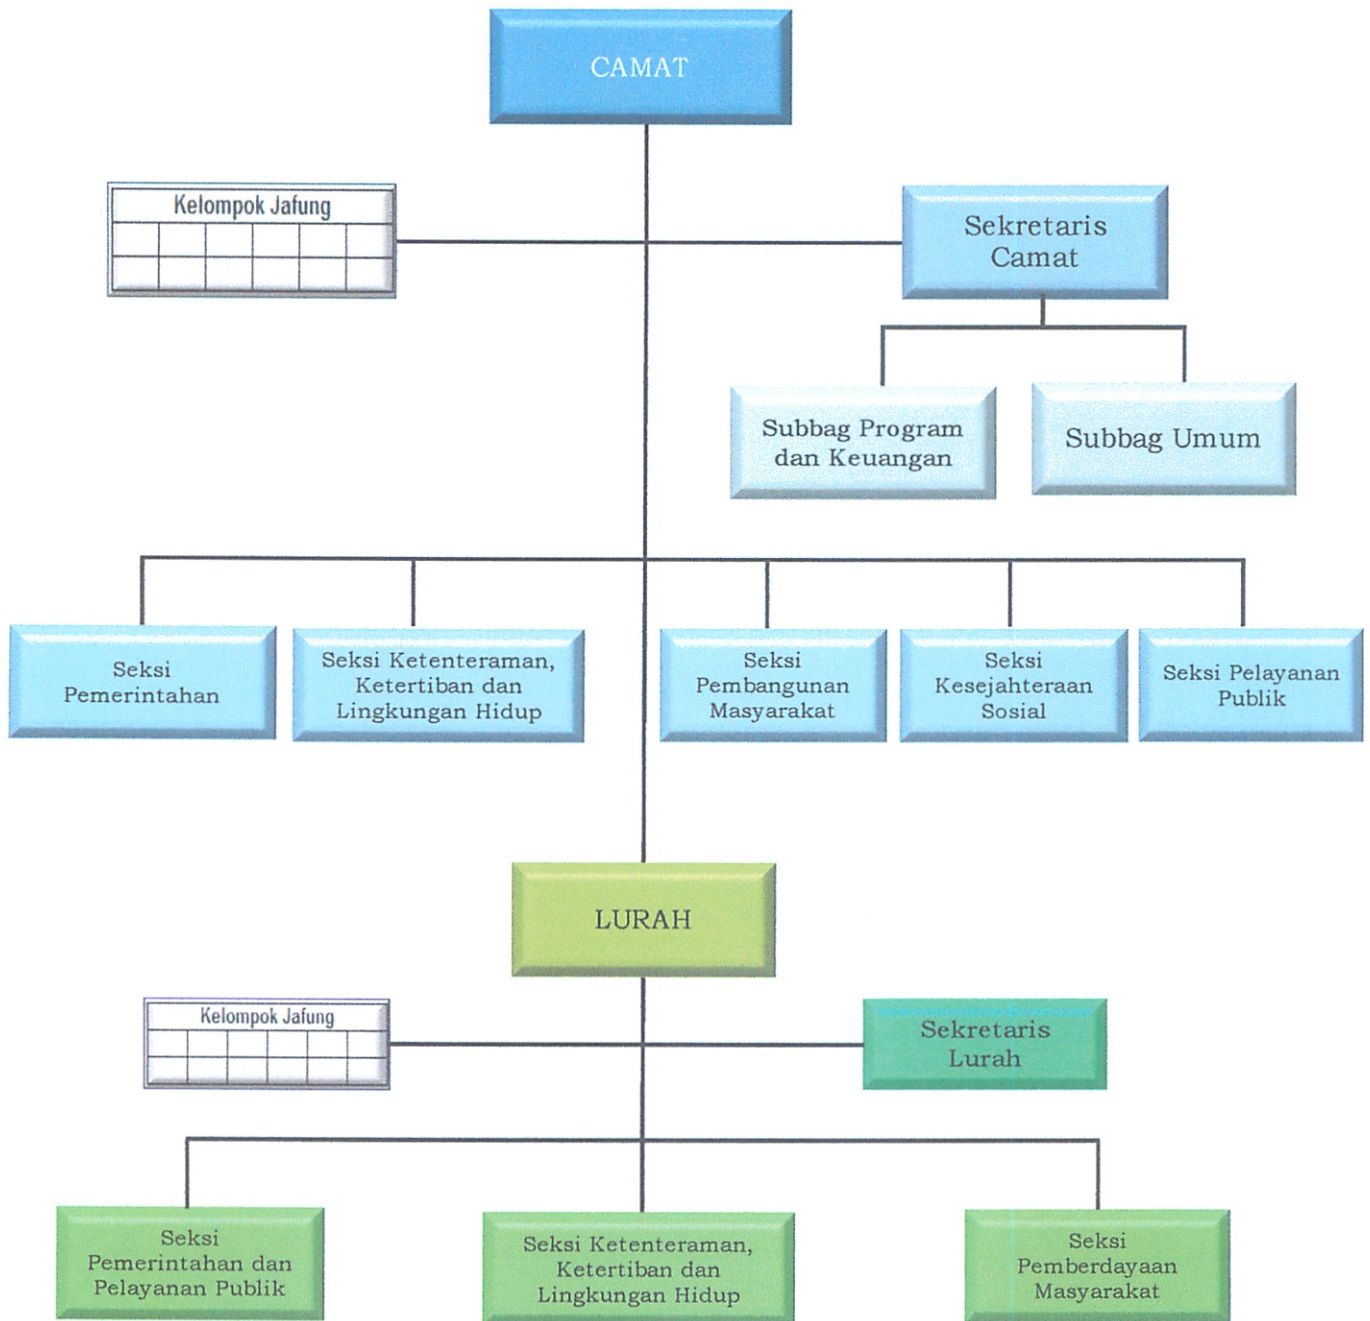 CAMAT
Kelompok Jafung
Sekretaris
Camat
Subbag Program
dan Keuangan
Subbag Umum
Seksi
Pemerintahan
Seksi Ketenteraman,
Ketertiban dan
Lingkungan Hidup
Seksi
Pembangunan
Masyarakat
Seksi
Kesejahteraan
Sosial
Seksi Pelayanan
Publik
LURAH
Kelompok Jafung
Sekretaris
Lurah
Seksi
Pemerintahan dan
Pelayanan Publik
Seksi Ketenteraman,
Ketertiban dan
Lingkungan Hidup
Seksi
Pemberdayaan
Masyarakat